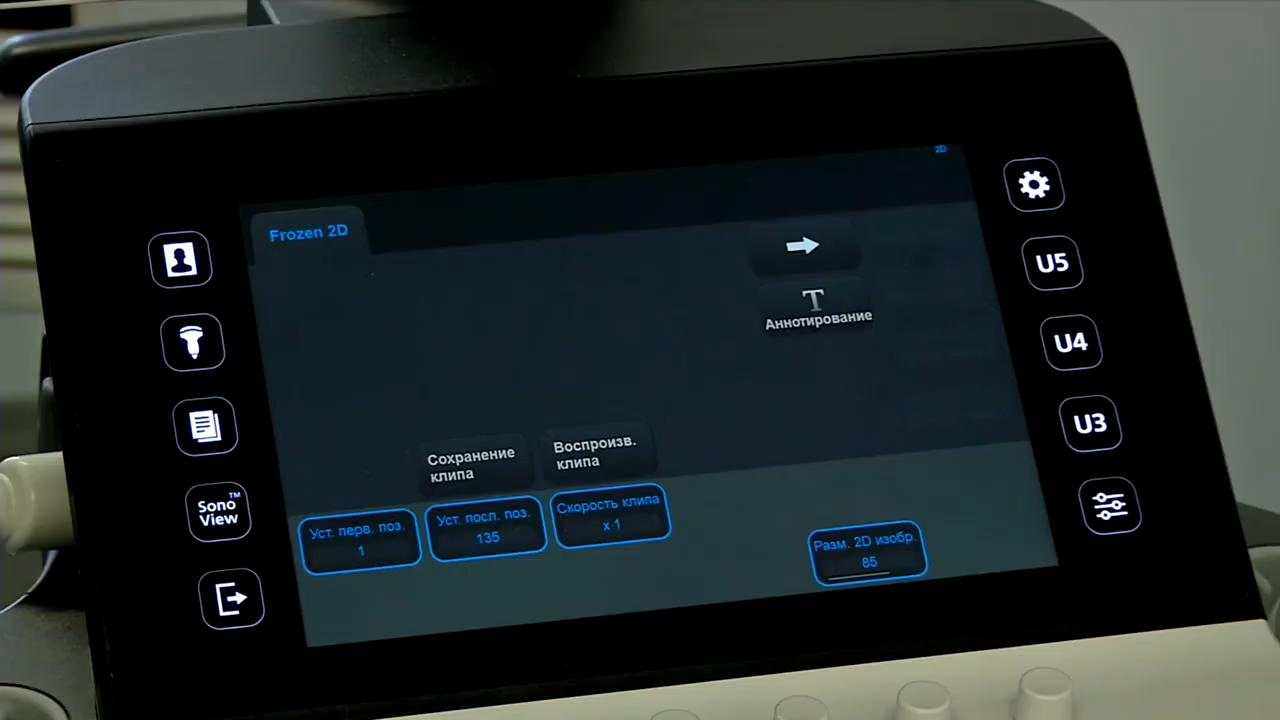 2D
Frozen 2D
U5
T
Аннотирование
U4
U3
Сохранение
клипа
Воспроизв.
клипа
Sono™
View
Уст. перв. поз.
1
Уст. посл. поз.
135
Скорость клипа
x 1
Разм. 2D изобр.
85